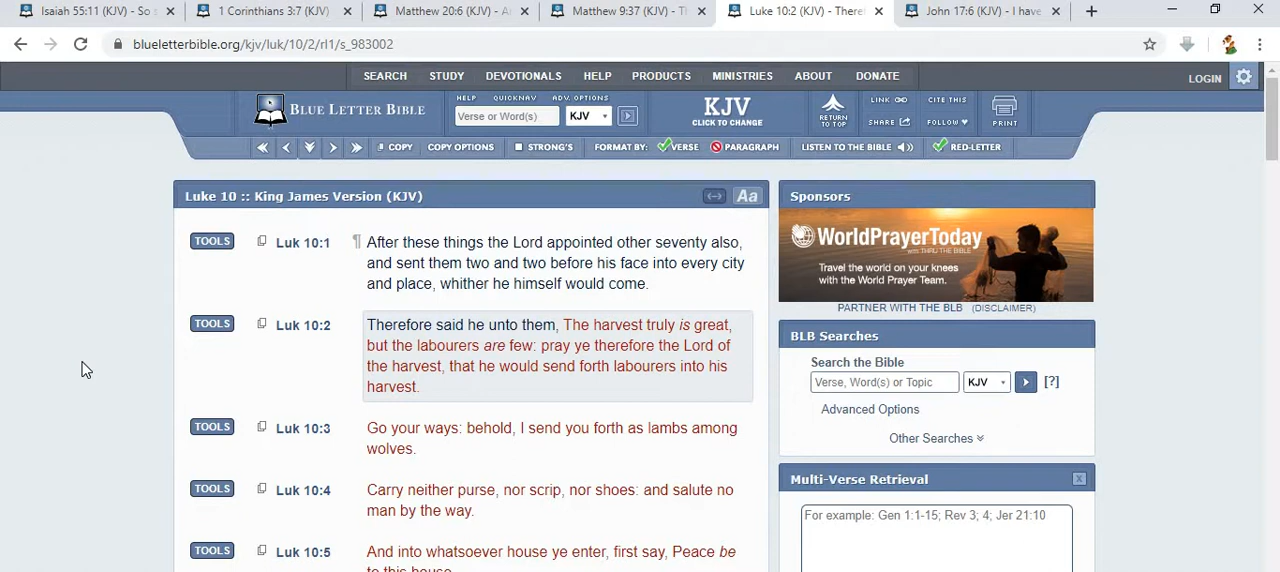 Isaiah 55:11 (KJV) - So s
1 Corinthians 3:7 (KJV)
Matthew 20:6 (KJV) - A
Matthew 9:37 (KJV) - T
Luke 10:2 (KJV) - There
John 17:6 (KJV) - I have
blueletterbible.org/kjv/luk/10/2/rl1/s_983002
SEARCH STUDY DEVOTIONALS HELP PRODUCTS MINISTRIES ABOUT DONATE LOGIN
BLUE LETTER BIBLE
HELP QUICKNAV ADV. OPTIONS
Verse or Word(s) KJV
KJV
CLICK TO CHANGE
RETURN
TO TOP
LINK CITE THIS
SHARE FOLLOW
PRINT
COPY COPY OPTIONS STRONG'S FORMAT BY: VERSE PARAGRAPH LISTEN TO THE BIBLE RED-LETTER
Luke 10 :: King James Version (KJV)
Aa
TOOLS Luk 10:1 ¶ After these things the Lord appointed other seventy also,
and sent them two and two before his face into every city
and place, whither he himself would come.
TOOLS Luk 10:2 Therefore said he unto them, The harvest truly is great,
but the labourers are few: pray ye therefore the Lord of
the harvest, that he would send forth labourers into his
harvest.
TOOLS Luk 10:3 Go your ways: behold, I send you forth as lambs among
wolves.
TOOLS Luk 10:4 Carry neither purse, nor scrip, nor shoes: and salute no
man by the way.
TOOLS Luk 10:5 And into whatsoever house ye enter, first say, Peace be
to this house.
Sponsors
WorldPrayerToday
with THRU THE BIBLE
Travel the world on your knees
with the World Prayer Team.
PARTNER WITH THE BLB (DISCLAIMER)
BLB Searches
Search the Bible
Verse, Word(s) or Topic KJV [?]
Advanced Options
Other Searches
Multi-Verse Retrieval X
For example: Gen 1:1-15; Rev 3; 4; Jer 21:10